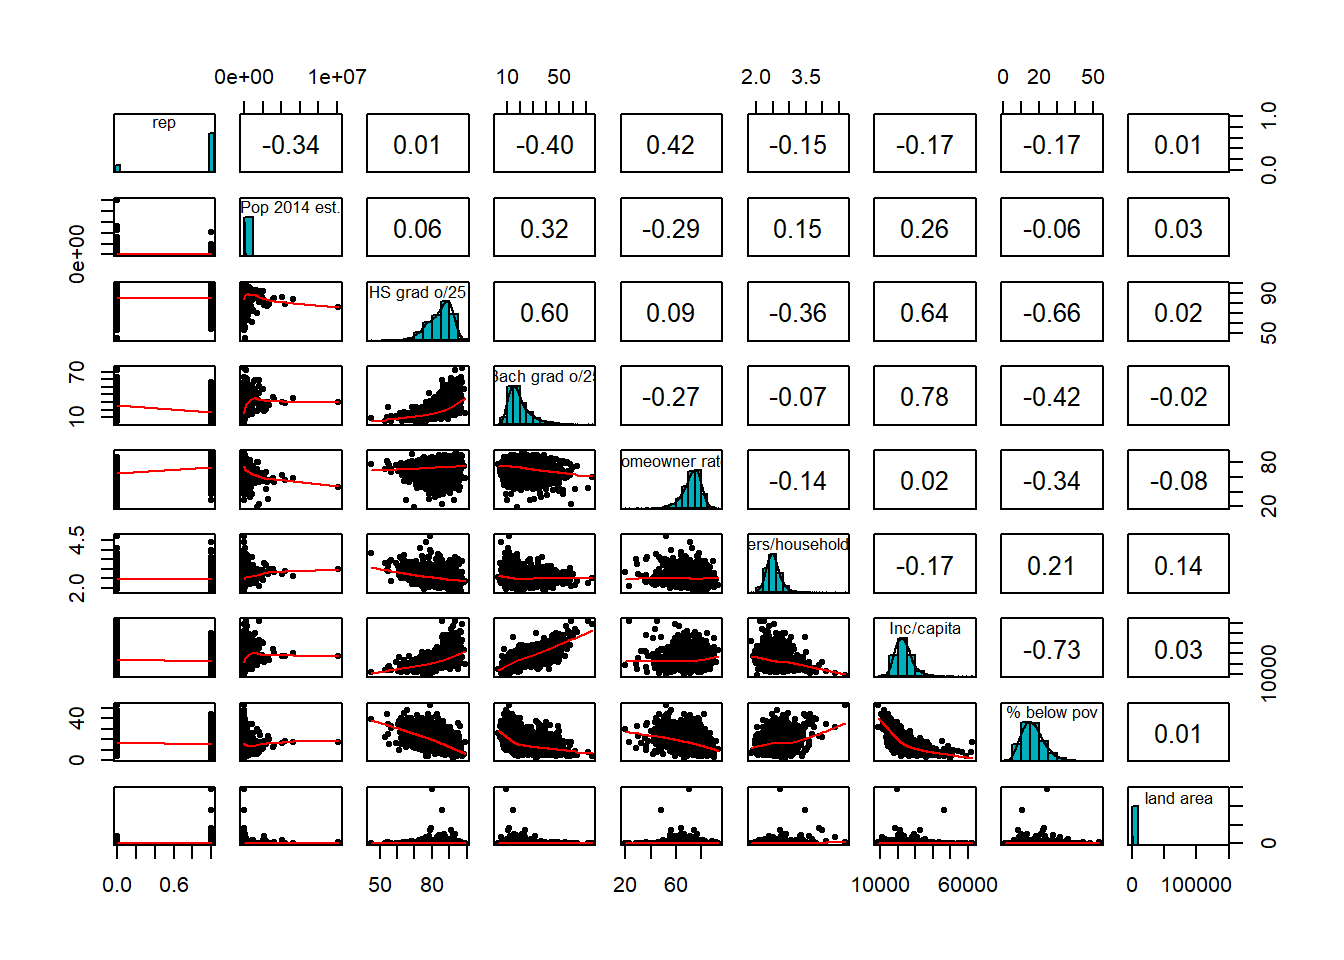 0e+00 1e+07 10 50 2.0 3.5 0 20 50
rep -0.34 0.01 -0.40 0.42 -0.15 -0.17 -0.17 0.01 0.0 1.0
0e+00 Pop 2014 est. 0.06 0.32 -0.29 0.15 0.26 -0.06 0.03
HS grad o/25 0.60 0.09 -0.36 0.64 -0.66 0.02 50 90
10 70 Bach grad o/25 -0.27 -0.07 0.78 -0.42 -0.02
omeowner rate -0.14 0.02 -0.34 -0.08 20 80
2.0 4.5 ers/household -0.17 0.21 0.14
Inc/capita -0.73 0.03 10000
0 40 % below pov 0.01
land area 0
0.0 0.6 50 80 20 60 10000 60000 0 100000